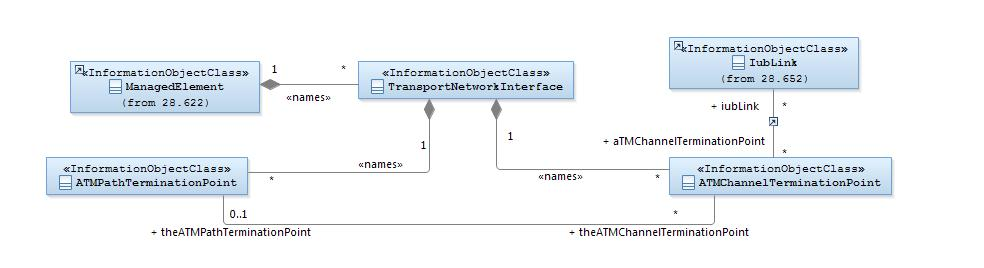 «InformationObjectClass»
ManagedElement
(from 28.622)
1
*
«names»
«InformationObjectClass»
TransportNetworkInterface
«InformationObjectClass»
IubLink
(from 28.652)
+ iubLink
*
+ aTMChannelTerminationPoint
*
1
«names»
*
1
«names»
*
«InformationObjectClass»
ATMPathTerminationPoint
«InformationObjectClass»
ATMChannelTerminationPoint
0..1
+ theATMPathTerminationPoint
*
+ theATMChannelTerminationPoint